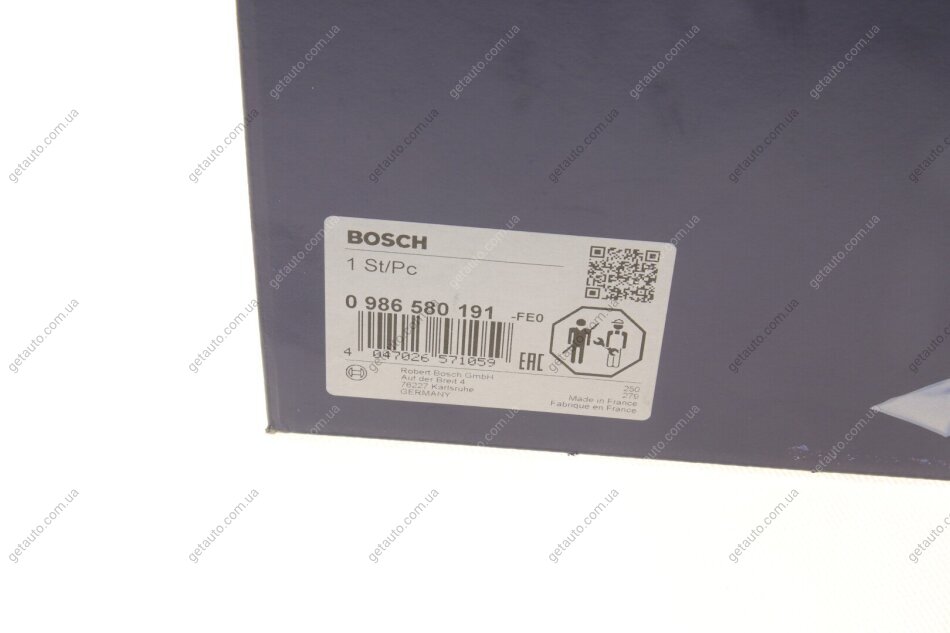 BOSCH
1 St/Pc
0 986 580 191 -FE0
4 047026 571059
EAC
Robert Bosch GmbH
Auf der Breit 4
76227 Karlsruhe
GERMANY
250
279
Made in France
Fabriqué en France
getauto.com.ua